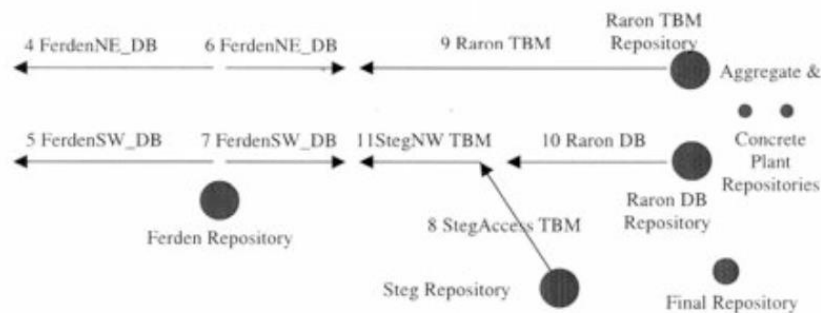 4 FerdenNE_DB
6 FerdenNE_DB
9 Raron TBM
Raron TBM
Repository
Aggregate &
5 FerdenSW_DB
7 FerdenSW_DB
11StegNW TBM
10 Raron DB
Concrete
Plant
Repositories
Raron DB
Repository
Ferden Repository
8 StegAccess TBM
Steg Repository
Final Repository